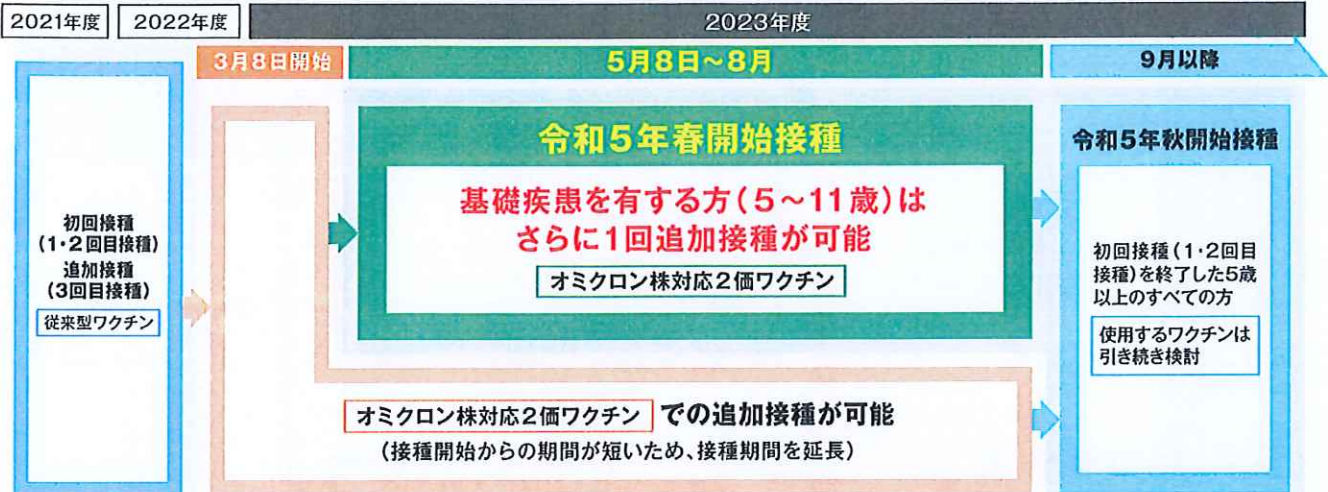 2021年度
2022年度
2023年度
3月8日開始
5月8日～8月
9月以降
初回接種
(1・2回目接種)
追加接種
(3回目接種)
従来型ワクチン
令和5年春開始接種
基礎疾患を有する方(5～11歳)は
さらに1回追加接種が可能
オミクロン株対応2価ワクチン
オミクロン株対応2価ワクチン での追加接種が可能
(接種開始からの期間が短いため、接種期間を延長)
令和5年秋開始接種
初回接種(1・2回目
接種)を終了した5歳
以上のすべての方
使用するワクチンは
引き続き検討